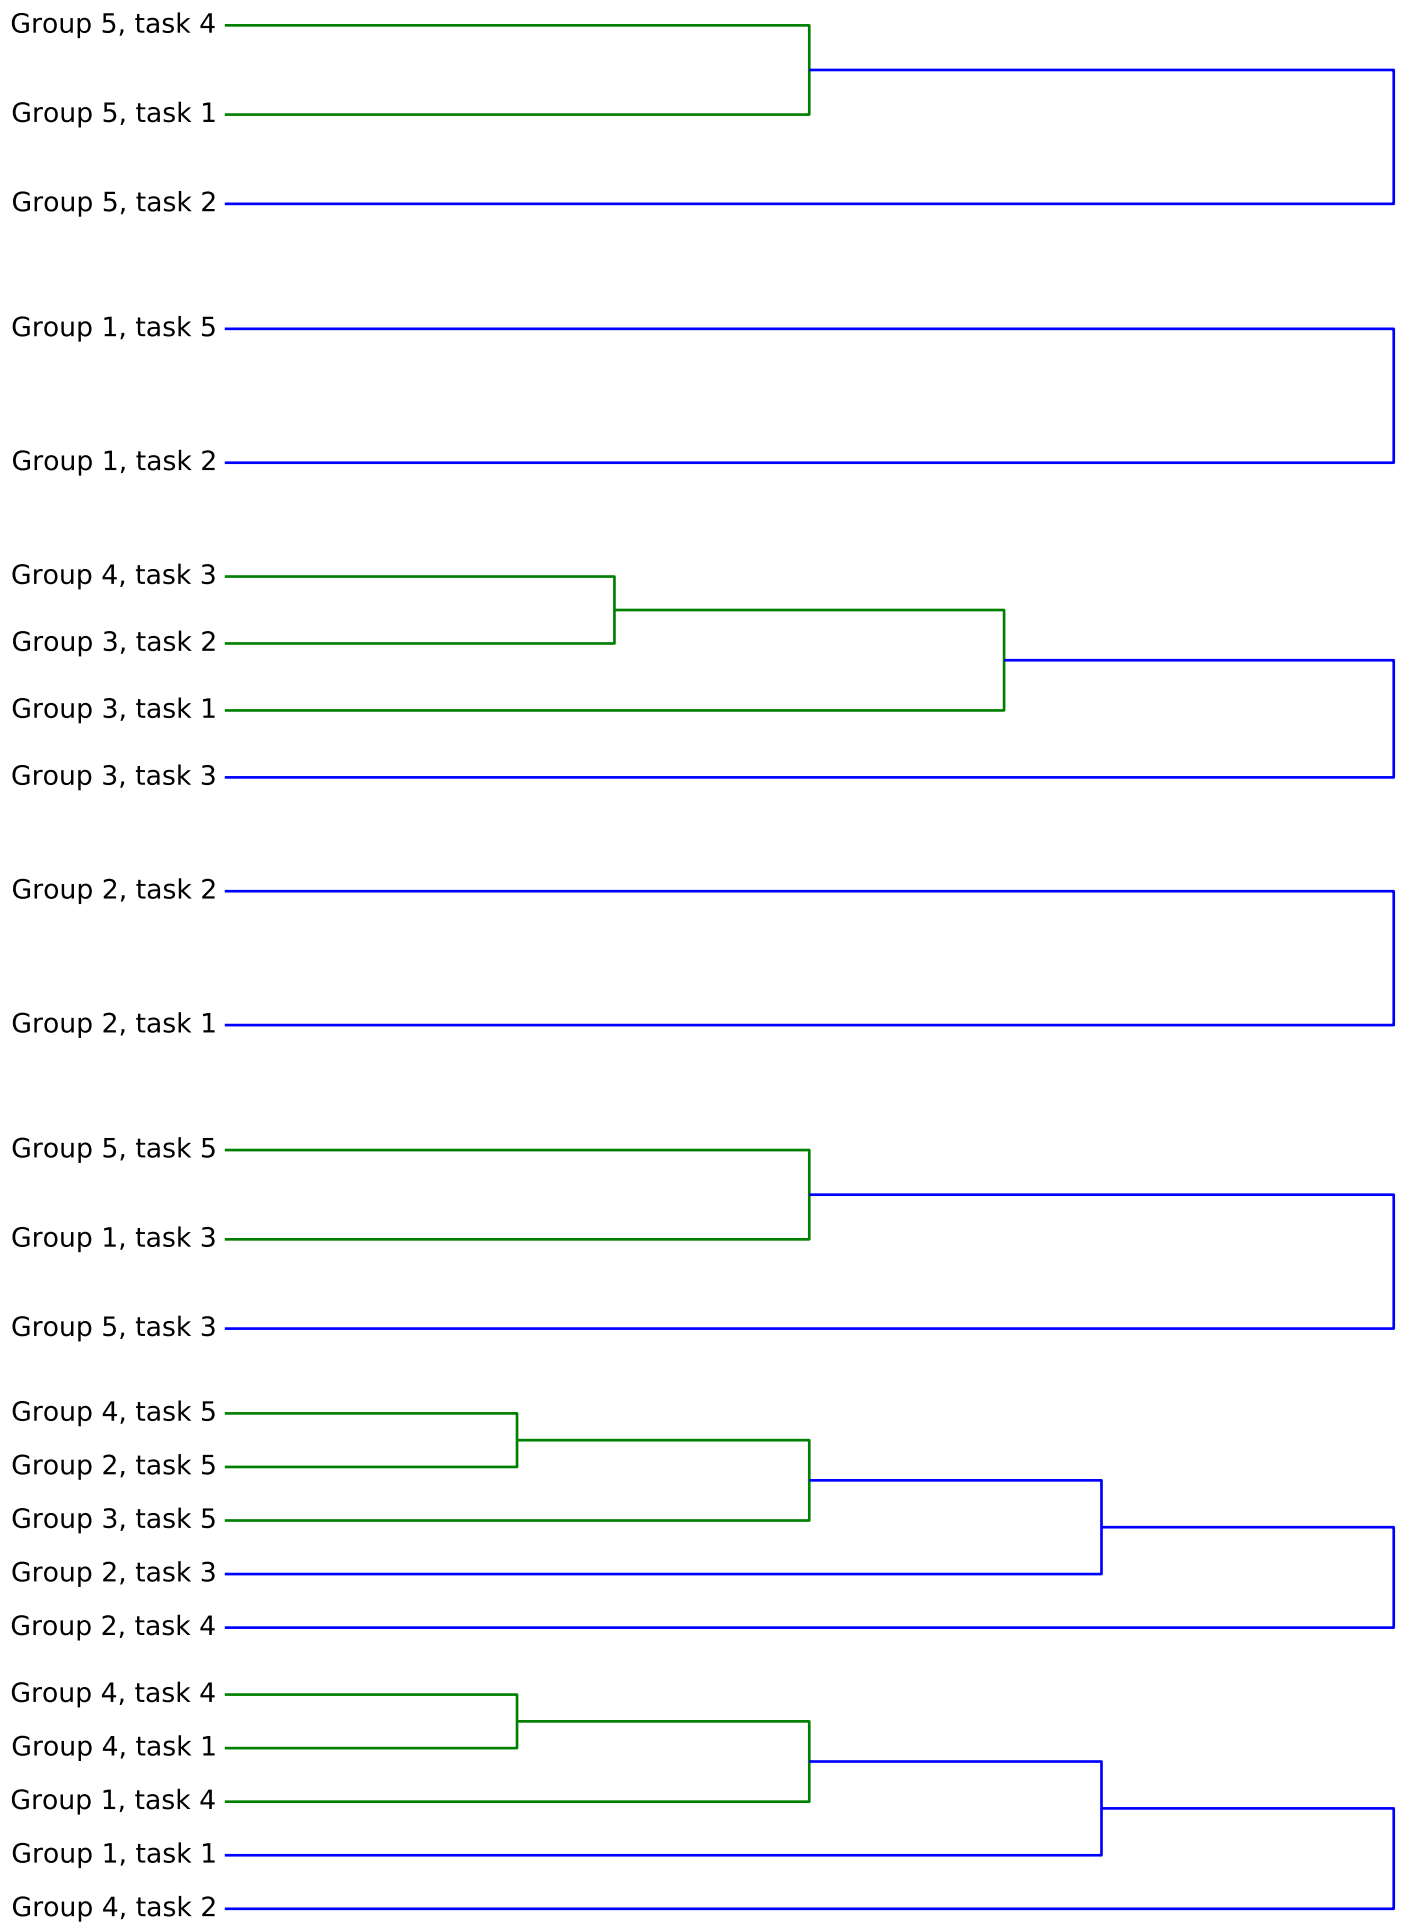 Group 5, task 4
Group 5, task 1
Group 5, task 2
Group 1, task 5
Group 1, task 2
Group 4, task 3
Group 3, task 2
Group 3, task 1
Group 3, task 3
Group 2, task 2
Group 2, task 1
Group 5, task 5
Group 1, task 3
Group 5, task 3
Group 4, task 5
Group 2, task 5
Group 3, task 5
Group 2, task 3
Group 2, task 4
Group 4, task 4
Group 4, task 1
Group 1, task 4
Group 1, task 1
Group 4, task 2